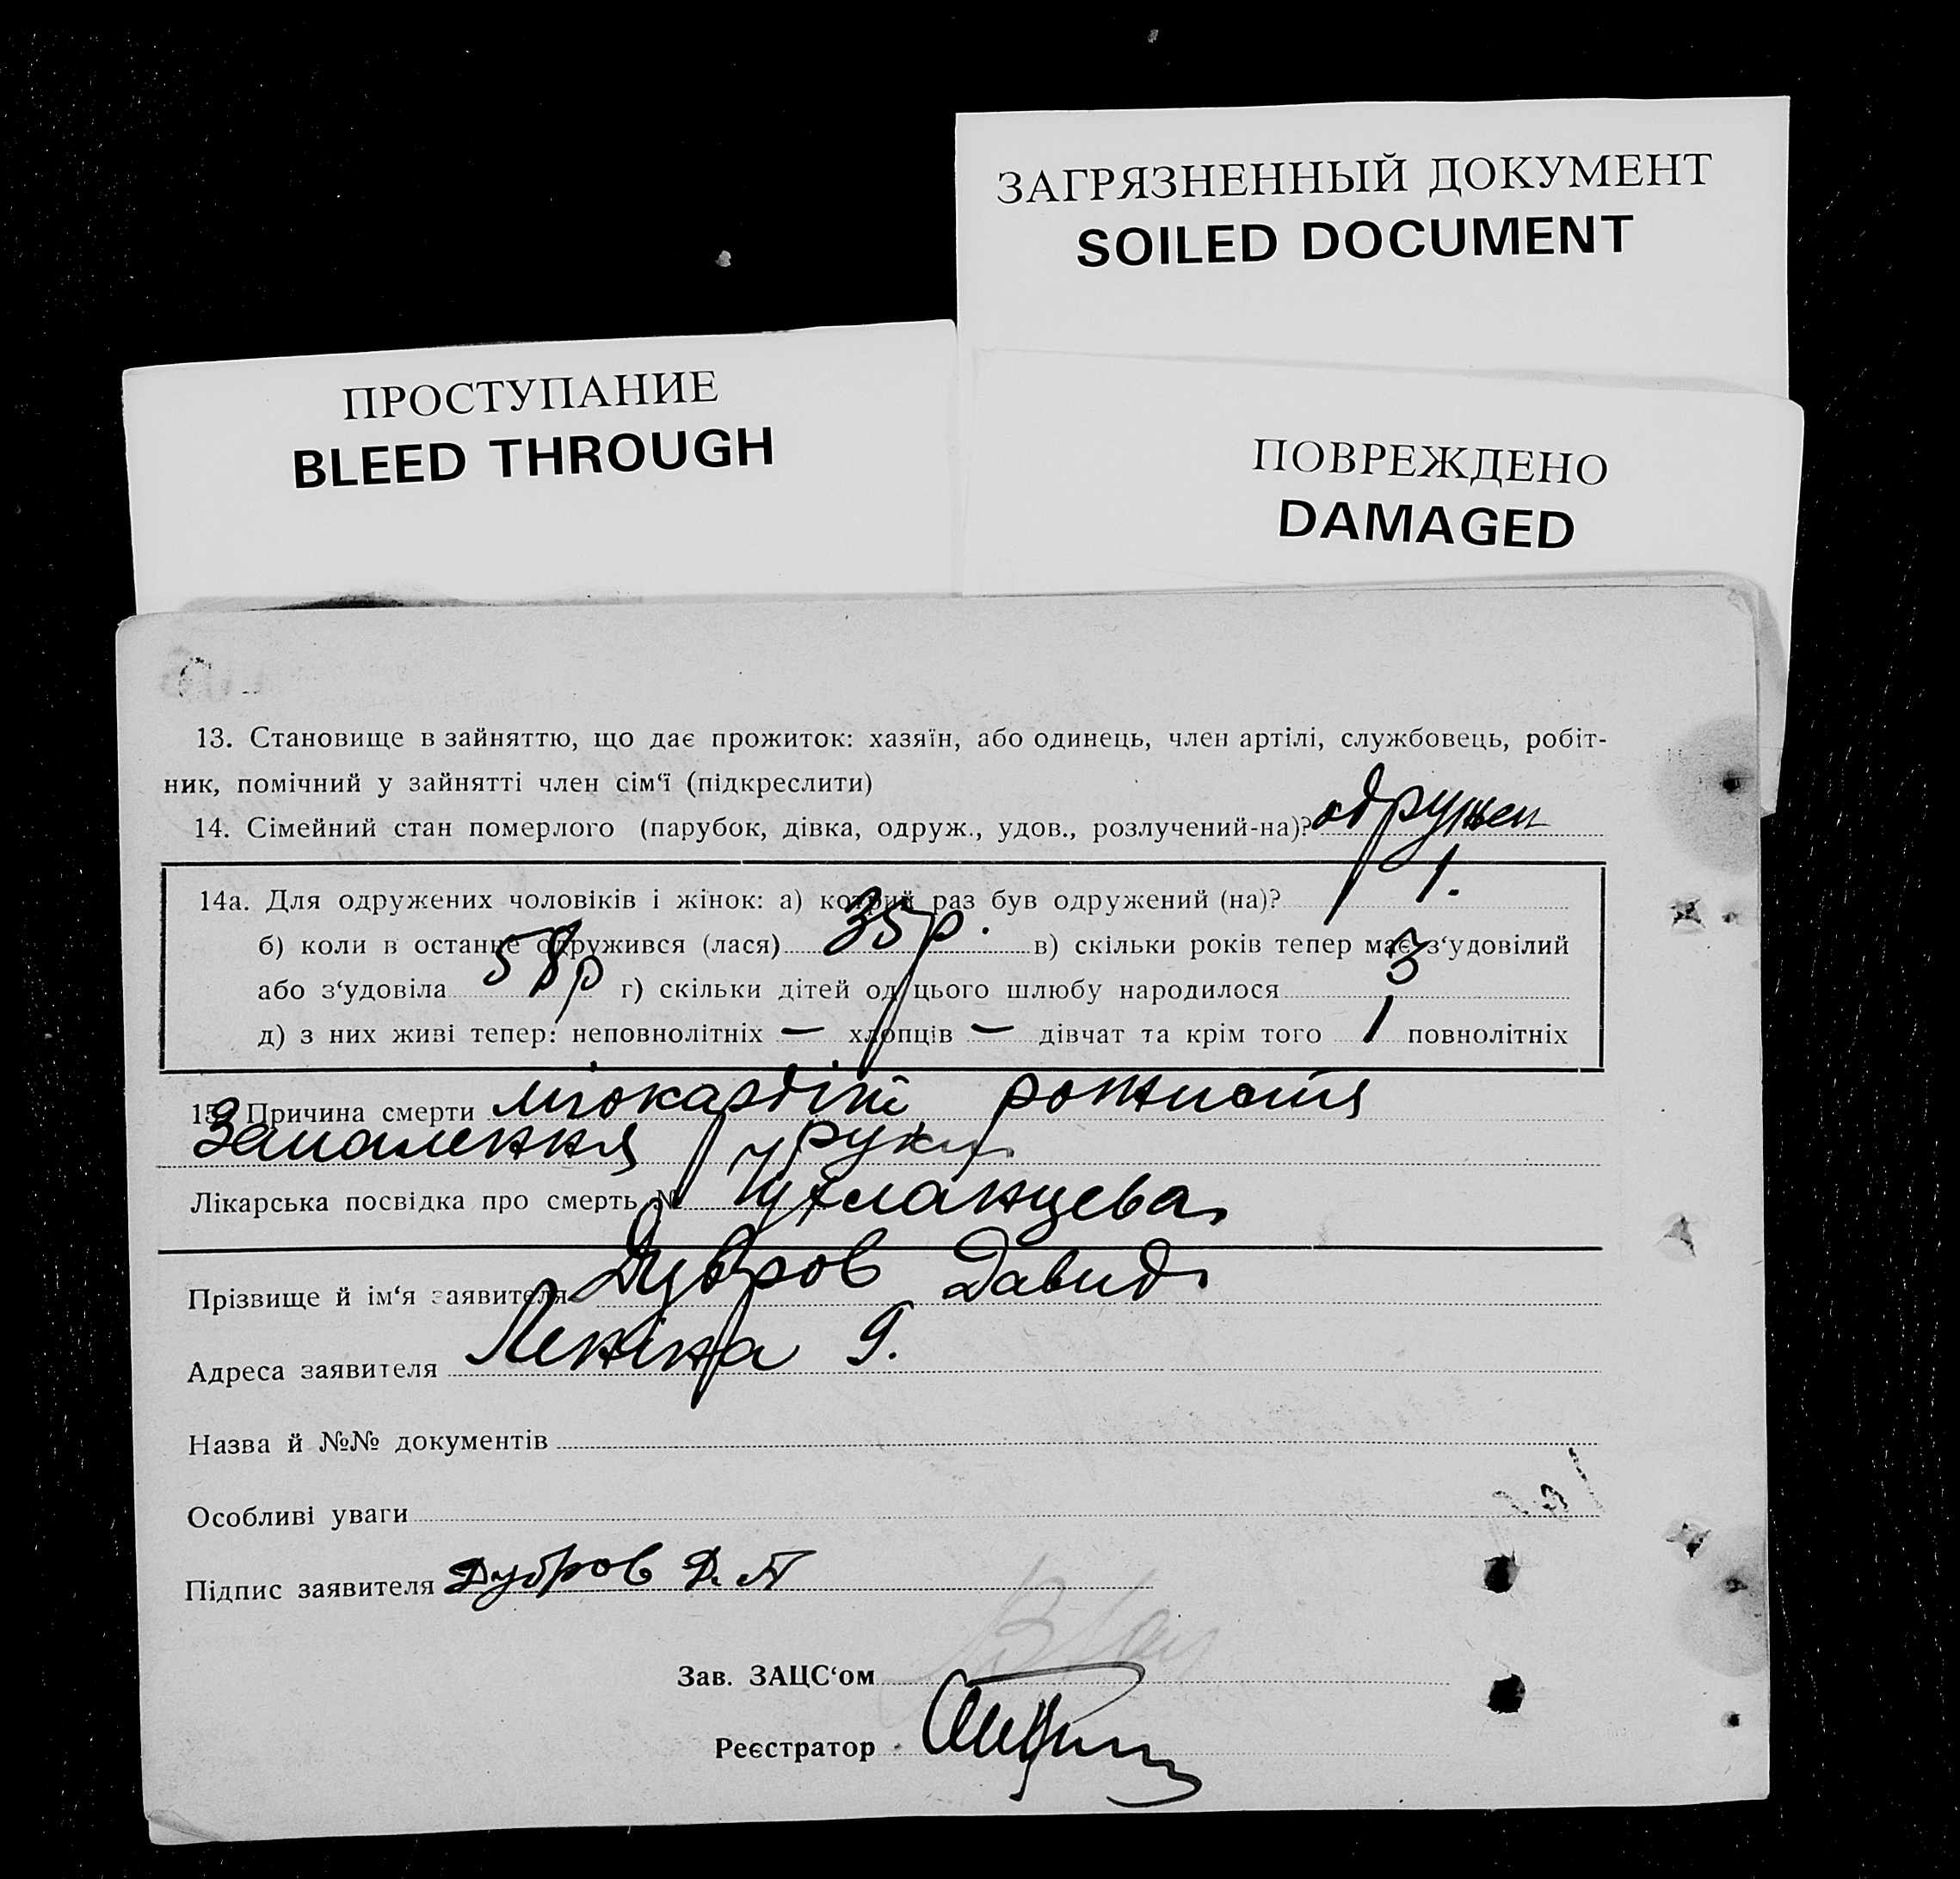 ЗАГРЯЗНЕННЫЙ ДОКУМЕНТ
SOILED DOCUMENT
ПРОСТУПАНИЕ
BLEED THROUGH
ПОВРЕЖДЕНО
DAMAGED
13. Становище в зайняттю, що дає прожиток: хазяїн, або одинець, член артілі, службовець, робіт-
ник, помічний у зайнятті член сім‘ї (підкреслити)
14. Сімейний стан померлого (парубок, дівка, одруж., удов., розлучений-на)? одружен
14а. Для одружених чоловіків і жінок: а) котрий раз був одружений (на)? 1.
б) коли в останнє одружився (лася) 35р. в) скільки років тепер має з‘удовілий
або з‘удовіла 58р г) скільки дітей од цього шлюбу народилося 3
д) з них живі тепер: неповнолітніх — хлопців — дівчат та крім того 1 повнолітніх
15. Причина смерти міокардіт
запалення руки
Лікарська посвідка про смерть №
Прізвище й ім‘я заявителя Дубров Давид
Адреса заявителя Леніна 9.
Назва й №№ документів
Особливі уваги
Підпис заявителя Дубров Д. А
Зав. ЗАЦС‘ом
Реєстратор